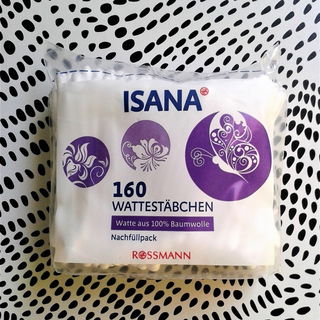 ISANA®
160
WATTESTÄBCHEN
Watte aus 100% Baumwolle
Nachfüllpack
ROSSMANN